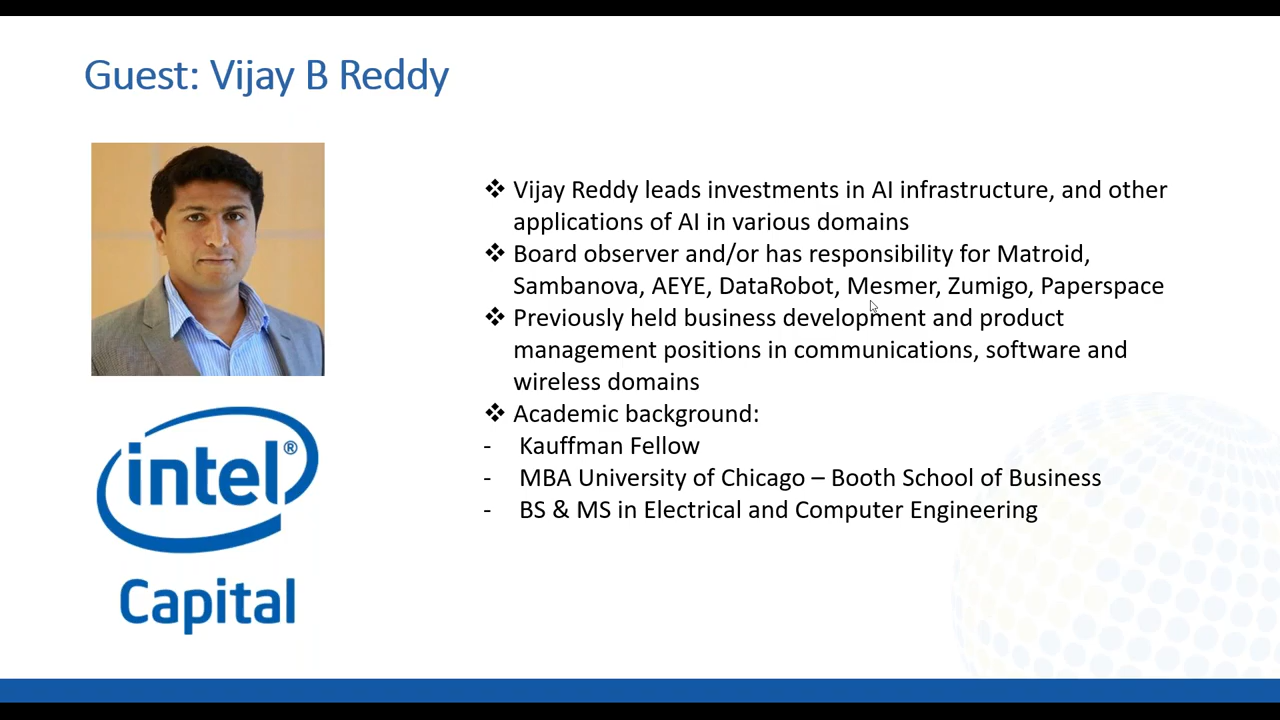 Guest: Vijay B Reddy
❖ Vijay Reddy leads investments in AI infrastructure, and other
applications of AI in various domains
❖ Board observer and/or has responsibility for Matroid,
Sambanova, AEYE, DataRobot, Mesmer, Zumigo, Paperspace
❖ Previously held business development and product
management positions in communications, software and
wireless domains
❖ Academic background:
- Kauffman Fellow
- MBA University of Chicago – Booth School of Business
- BS & MS in Electrical and Computer Engineering
intel®
Capital